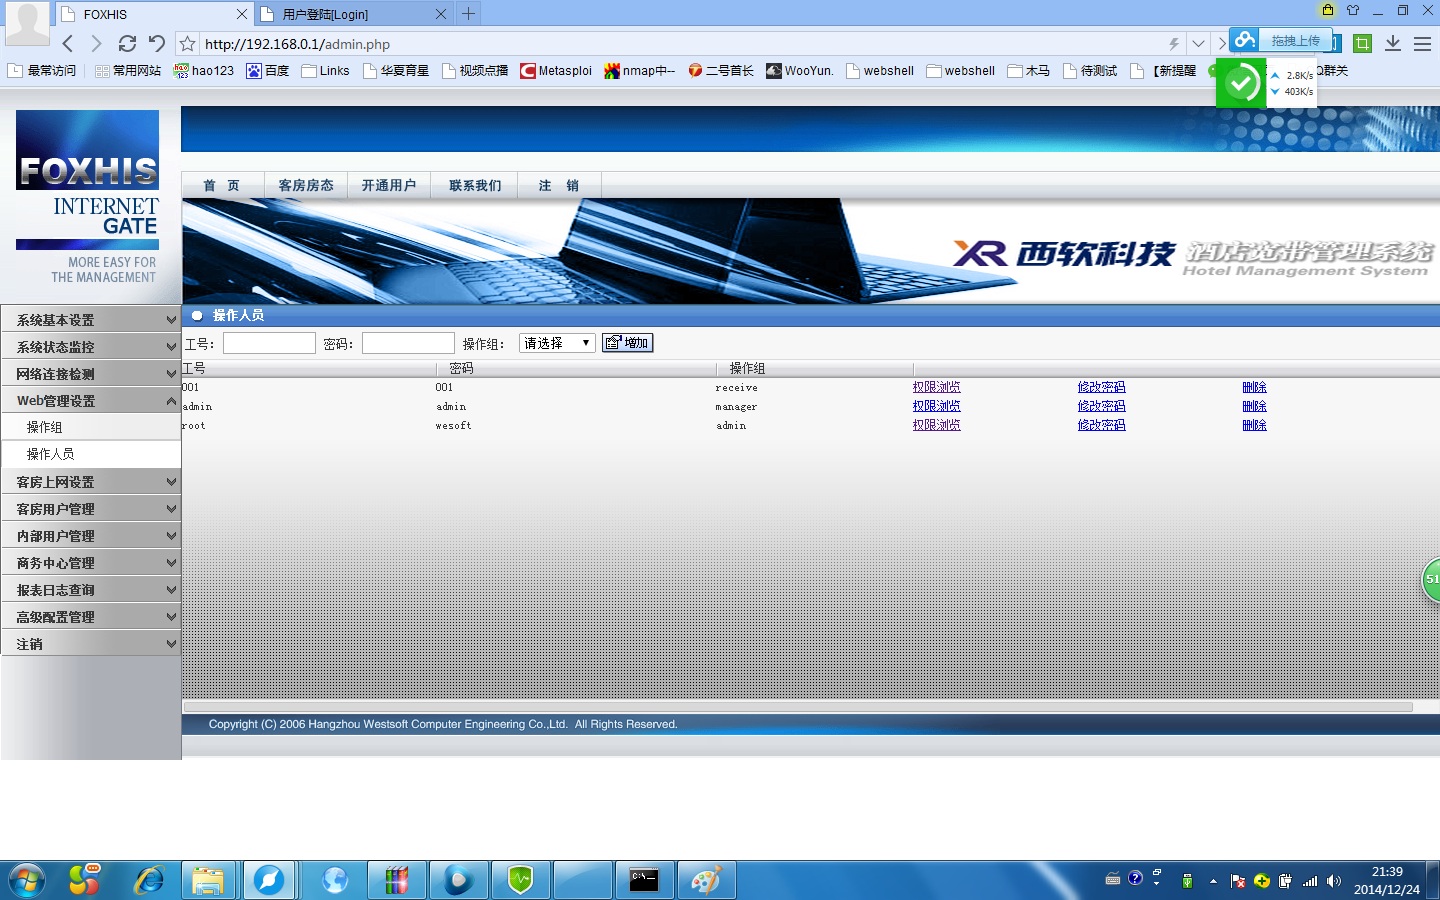 FOXHIS
用户登陆[Login]
http://192.168.0.1/admin.php
拖拽上传
最常访问
常用网站
hao123
百度
Links
华夏育星
视频点播
Metasploi
nmap中--
二号首长
WooYun.
webshell
webshell
木马
待测试
【新提醒
Q群关
2.8K/s
403K/s
FOXHIS
INTERNET
GATE
MORE EASY FOR
THE MANAGEMENT
首 页
客房房态
开通用户
联系我们
注 销
XR 西软科技
酒店宽带管理系统
Hotel Management System
系统基本设置
系统状态监控
网络连接检测
Web管理设置
操作组
操作人员
客房上网设置
客房用户管理
内部用户管理
商务中心管理
报表日志查询
高级配置管理
注销
操作人员
工号: 密码: 操作组: 请选择 增加
工号 密码 操作组
001 001 receive 权限浏览 修改密码 删除
admin admin manager 权限浏览 修改密码 删除
root wesoft admin 权限浏览 修改密码 删除
51
Copyright (C) 2006 Hangzhou Westsoft Computer Engineering Co.,Ltd. All Rights Reserved.
21:39
2014/12/24